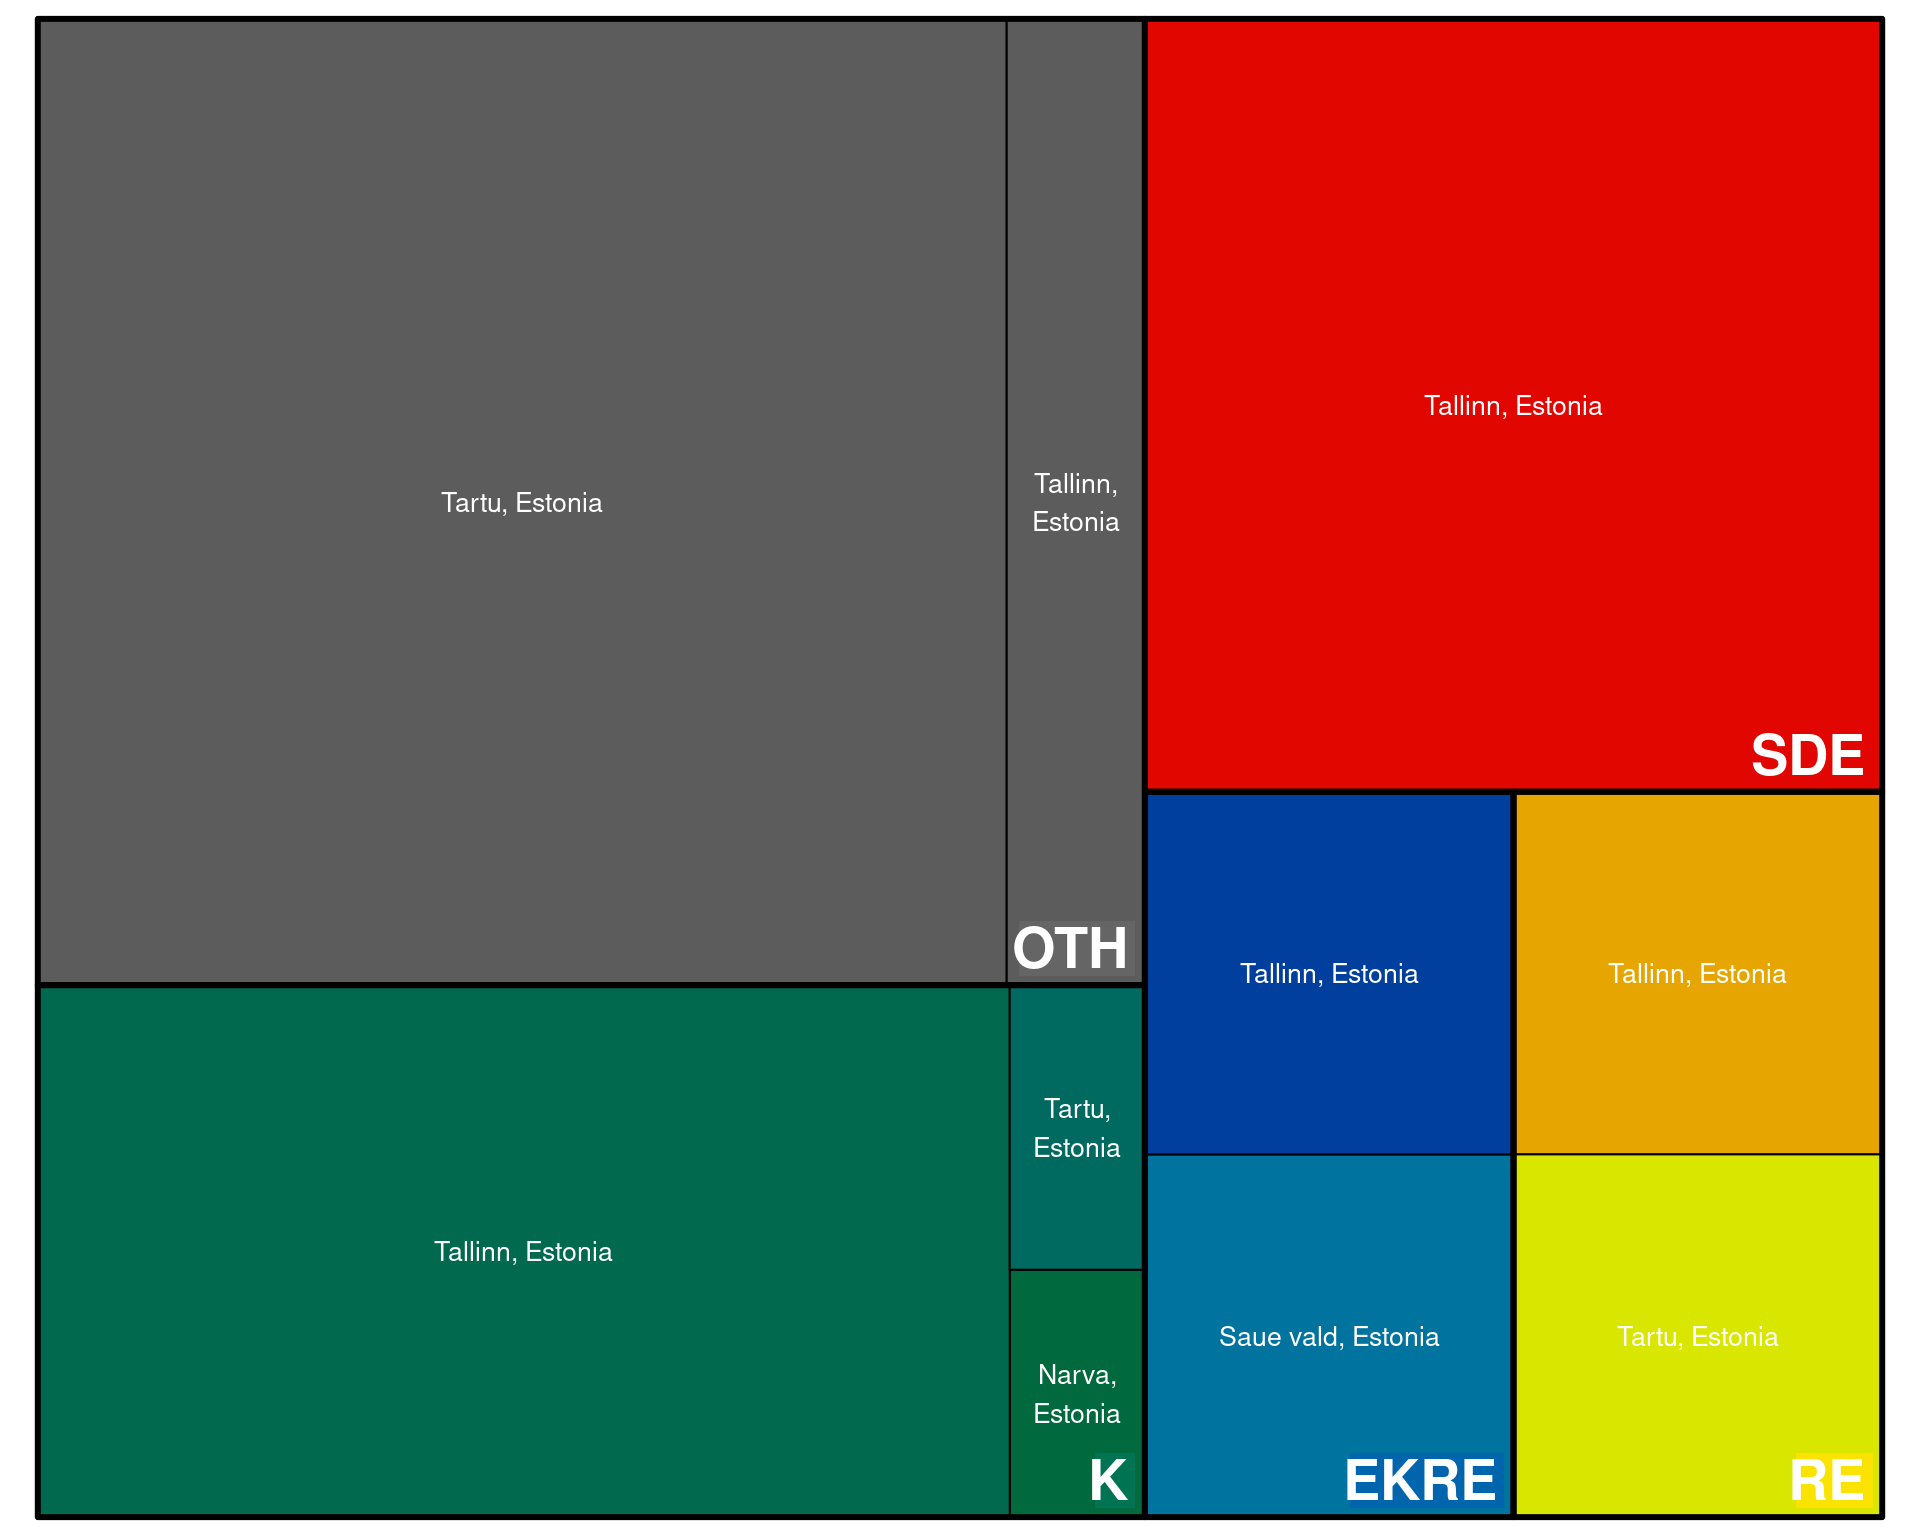 Tartu, Estonia
Tallinn,
Estonia
OTH
Tallinn, Estonia
SDE
Tallinn, Estonia
Tartu,
Estonia
Narva,
Estonia
K
Tallinn, Estonia
Saue vald, Estonia
EKRE
Tallinn, Estonia
Tartu, Estonia
RE